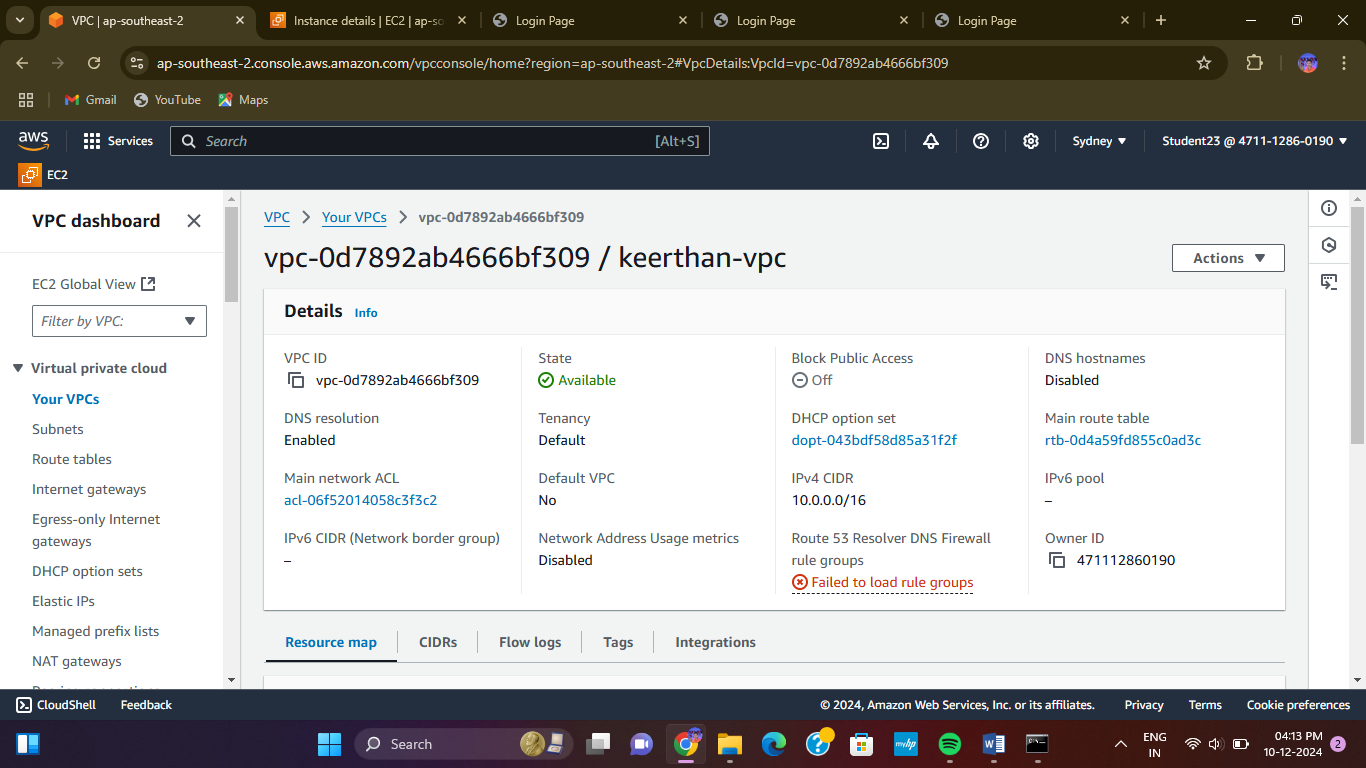 VPC | ap-southeast-2
Instance details | EC2 | ap-so
Login Page
Login Page
Login Page
ap-southeast-2.console.aws.amazon.com/vpcconsole/home?region=ap-southeast-2#VpcDetails:VpcId=vpc-0d7892ab4666bf309
Gmail
YouTube
Maps
aws
Services
Search
[Alt+S]
Sydney
Student23 @ 4711-1286-0190
EC2
VPC dashboard
EC2 Global View
Filter by VPC:
Virtual private cloud
Your VPCs
Subnets
Route tables
Internet gateways
Egress-only Internet
gateways
DHCP option sets
Elastic IPs
Managed prefix lists
NAT gateways
VPC
Your VPCs
vpc-0d7892ab4666bf309
vpc-0d7892ab4666bf309 / keerthan-vpc
Actions
Details Info
VPC ID
vpc-0d7892ab4666bf309
State
Available
Block Public Access
Off
DNS hostnames
Disabled
DNS resolution
Enabled
Tenancy
Default
DHCP option set
dopt-043bdf58d85a31f2f
Main route table
rtb-0d4a59fd855c0ad3c
Main network ACL
acl-06f52014058c3f3c2
Default VPC
No
IPv4 CIDR
10.0.0.0/16
IPv6 pool
–
IPv6 CIDR (Network border group)
–
Network Address Usage metrics
Disabled
Route 53 Resolver DNS Firewall
rule groups
Failed to load rule groups
Owner ID
471112860190
Resource map
CIDRs
Flow logs
Tags
Integrations
CloudShell
Feedback
© 2024, Amazon Web Services, Inc. or its affiliates.
Privacy
Terms
Cookie preferences
Search
myhp
ENG
IN
04:13 PM
10-12-2024
2